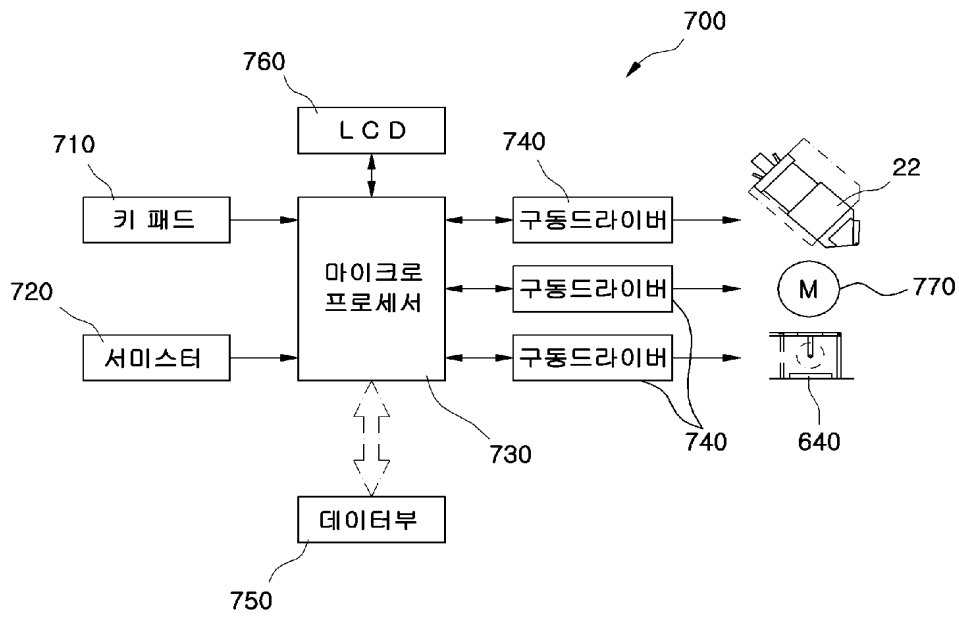 700
760
LCD
710
740
22
키 패드
구동드라이버
마이크로
프로세서
구동드라이버
M
770
720
서미스터
구동드라이버
730
740
640
데이터부
750